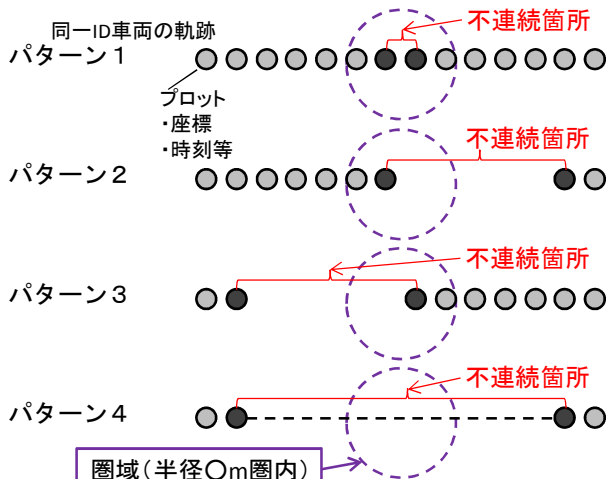 同一ID車両の軌跡
不連続箇所
パターン１
プロット
・座標
・時刻等
不連続箇所
パターン２
不連続箇所
パターン３
不連続箇所
パターン４
圏域(半径〇m圏内)